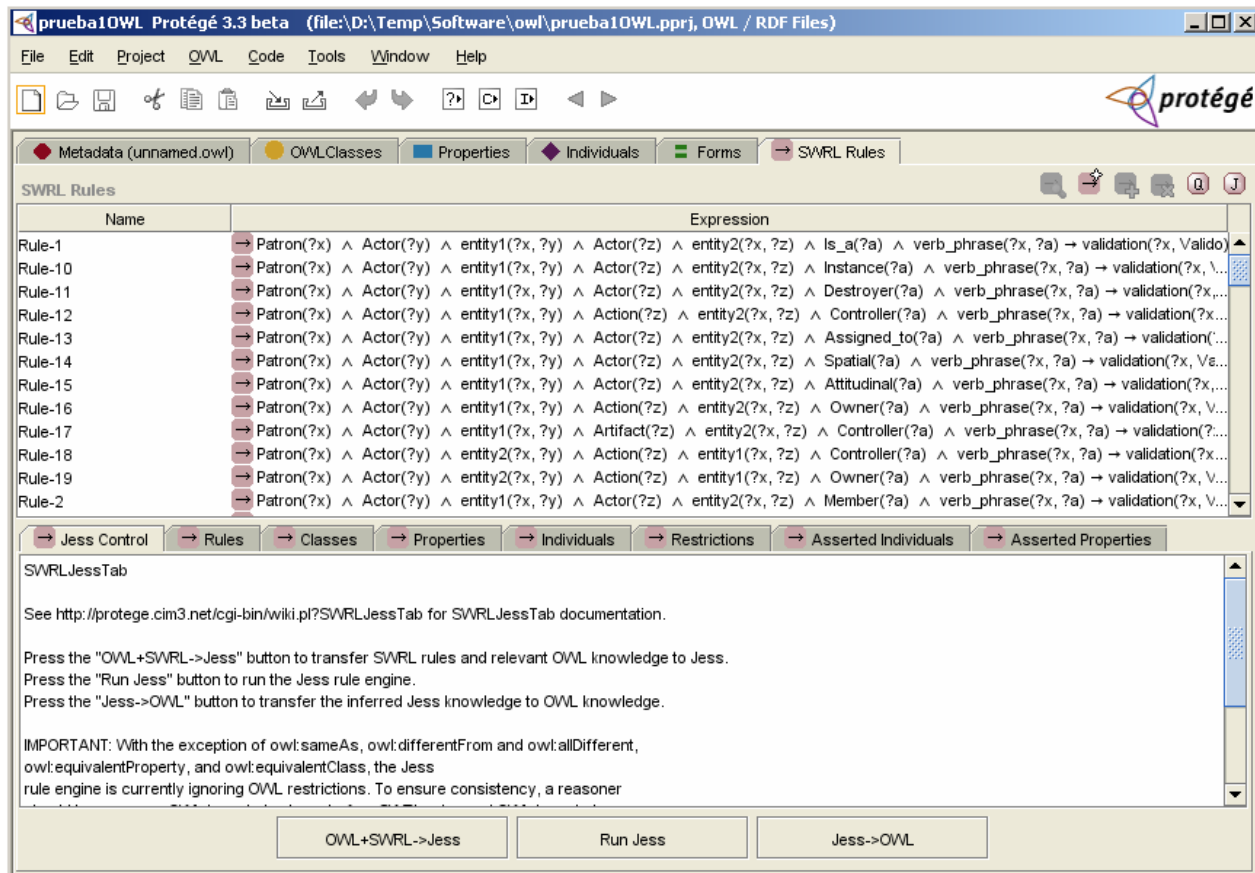 prueba1OWL Protégé 3.3 beta (file:\D:\Temp\Software\owl\prueba1OWL.pprj, OWL / RDF Files)
File Edit Project OWL Code Tools Window Help
protégé
Metadata (unnamed.owl) OWLClasses Properties Individuals Forms → SWRL Rules
SWRL Rules Q J
Name Expression
Rule-1 → Patron(?x) ∧ Actor(?y) ∧ entity1(?x, ?y) ∧ Actor(?z) ∧ entity2(?x, ?z) ∧ Is_a(?a) ∧ verb_phrase(?x, ?a) → validation(?x, Valido)
Rule-10 → Patron(?x) ∧ Actor(?y) ∧ entity1(?x, ?y) ∧ Actor(?z) ∧ entity2(?x, ?z) ∧ Instance(?a) ∧ verb_phrase(?x, ?a) → validation(?x, \...
Rule-11 → Patron(?x) ∧ Actor(?y) ∧ entity1(?x, ?y) ∧ Actor(?z) ∧ entity2(?x, ?z) ∧ Destroyer(?a) ∧ verb_phrase(?x, ?a) → validation(?x,...
Rule-12 → Patron(?x) ∧ Actor(?y) ∧ entity1(?x, ?y) ∧ Action(?z) ∧ entity2(?x, ?z) ∧ Controller(?a) ∧ verb_phrase(?x, ?a) → validation(?x...
Rule-13 → Patron(?x) ∧ Actor(?y) ∧ entity1(?x, ?y) ∧ Actor(?z) ∧ entity2(?x, ?z) ∧ Assigned_to(?a) ∧ verb_phrase(?x, ?a) → validation(...
Rule-14 → Patron(?x) ∧ Actor(?y) ∧ entity1(?x, ?y) ∧ Actor(?z) ∧ entity2(?x, ?z) ∧ Spatial(?a) ∧ verb_phrase(?x, ?a) → validation(?x, Va...
Rule-15 → Patron(?x) ∧ Actor(?y) ∧ entity1(?x, ?y) ∧ Actor(?z) ∧ entity2(?x, ?z) ∧ Attitudinal(?a) ∧ verb_phrase(?x, ?a) → validation(?x,...
Rule-16 → Patron(?x) ∧ Actor(?y) ∧ entity1(?x, ?y) ∧ Action(?z) ∧ entity2(?x, ?z) ∧ Owner(?a) ∧ verb_phrase(?x, ?a) → validation(?x, \...
Rule-17 → Patron(?x) ∧ Actor(?y) ∧ entity1(?x, ?y) ∧ Artifact(?z) ∧ entity2(?x, ?z) ∧ Controller(?a) ∧ verb_phrase(?x, ?a) → validation(?...
Rule-18 → Patron(?x) ∧ Actor(?y) ∧ entity2(?x, ?y) ∧ Action(?z) ∧ entity1(?x, ?z) ∧ Controller(?a) ∧ verb_phrase(?x, ?a) → validation(?x...
Rule-19 → Patron(?x) ∧ Actor(?y) ∧ entity2(?x, ?y) ∧ Action(?z) ∧ entity1(?x, ?z) ∧ Owner(?a) ∧ verb_phrase(?x, ?a) → validation(?x, \...
Rule-2 → Patron(?x) ∧ Actor(?y) ∧ entity1(?x, ?y) ∧ Actor(?z) ∧ entity2(?x, ?z) ∧ Member(?a) ∧ verb_phrase(?x, ?a) → validation(?x, V...
→ Jess Control → Rules → Classes → Properties → Individuals → Restrictions → Asserted Individuals → Asserted Properties
SWRLJessTab
See http://protege.cim3.net/cgi-bin/wiki.pl?SWRLJessTab for SWRLJessTab documentation.
Press the "OWL+SWRL->Jess" button to transfer SWRL rules and relevant OWL knowledge to Jess.
Press the "Run Jess" button to run the Jess rule engine.
Press the "Jess->OWL" button to transfer the inferred Jess knowledge to OWL knowledge.
IMPORTANT: With the exception of owl:sameAs, owl:differentFrom and owl:allDifferent,
owl:equivalentProperty, and owl:equivalentClass, the Jess
rule engine is currently ignoring OWL restrictions. To ensure consistency, a reasoner
OWL+SWRL->Jess Run Jess Jess->OWL